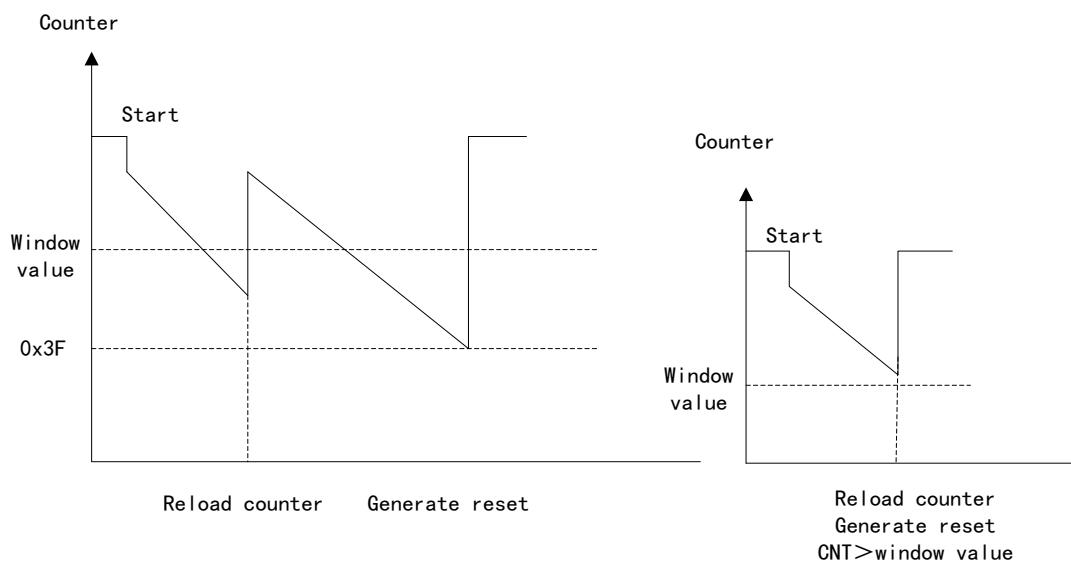 Counter
Start
Window
value
0x3F
Reload counter
Generate reset
Counter
Start
Window
value
Reload counter
Generate reset
CNT＞window value